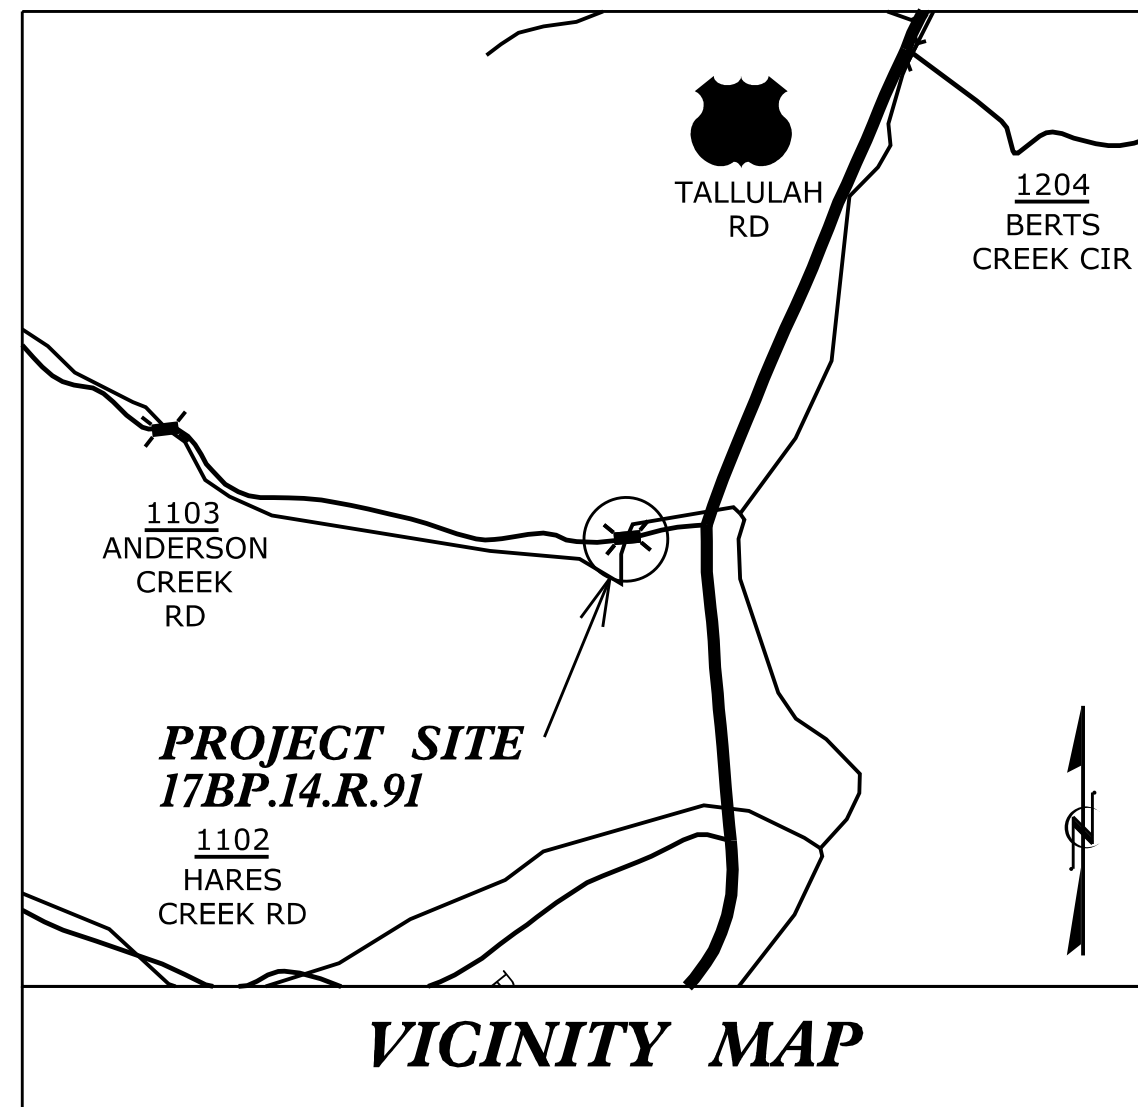 TALLULAH
RD
1204
BERTS
CREEK CIR
1103
ANDERSON
CREEK
RD
PROJECT SITE
17BP.14.R.91
1102
HARES
CREEK RD
N
VICINITY MAP